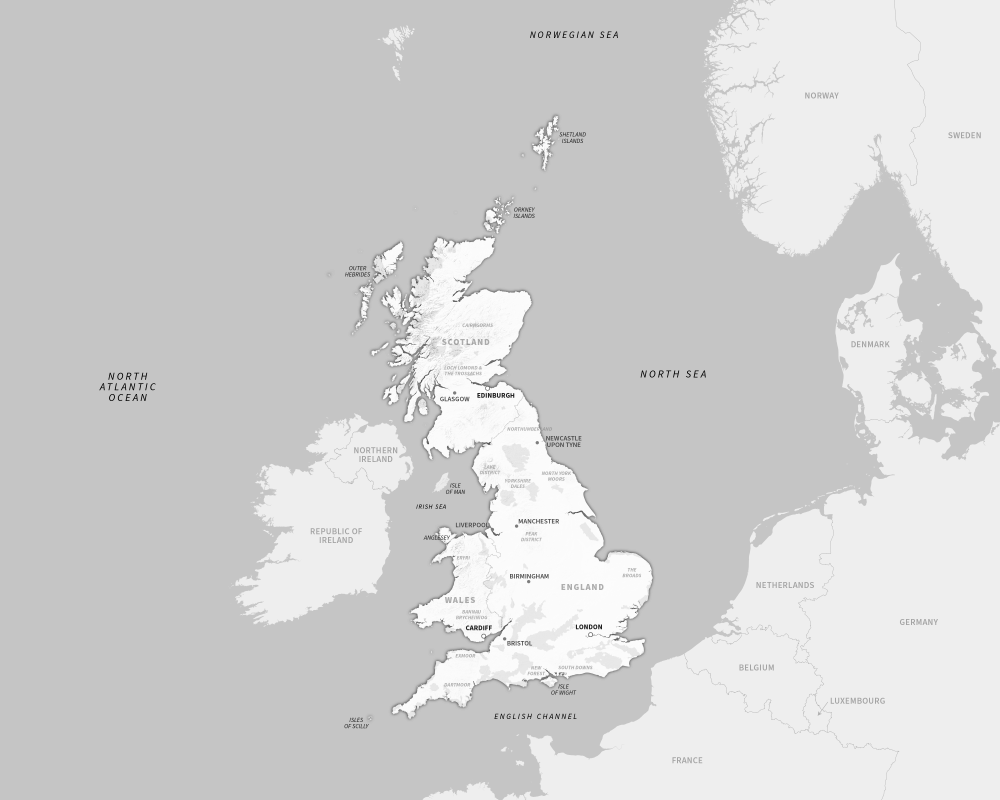 NORWEGIAN SEA
NORWAY
SWEDEN
SHETLAND
ISLANDS
ORKNEY
ISLANDS
OUTER
HEBRIDES
CAIRNGORMS
SCOTLAND
DENMARK
LOCH LOMOND &
THE TROSSACHS
NORTH
ATLANTIC
OCEAN
NORTH SEA
GLASGOW
EDINBURGH
NORTHUMBERLAND
NEWCASTLE
UPON TYNE
NORTHERN
IRELAND
LAKE
DISTRICT
NORTH YORK
MOORS
YORKSHIRE
DALES
ISLE
OF MAN
IRISH SEA
LIVERPOOL
MANCHESTER
REPUBLIC OF
IRELAND
ANGLESEY
PEAK
DISTRICT
ERYRI
BIRMINGHAM
THE
BROADS
ENGLAND
NETHERLANDS
WALES
BANNAU
BRYCHEINIOG
GERMANY
CARDIFF
LONDON
BRISTOL
EXMOOR
NEW
FOREST
SOUTH DOWNS
BELGIUM
DARTMOOR
ISLE
OF WIGHT
LUXEMBOURG
ISLES
OF SCILLY
ENGLISH CHANNEL
FRANCE